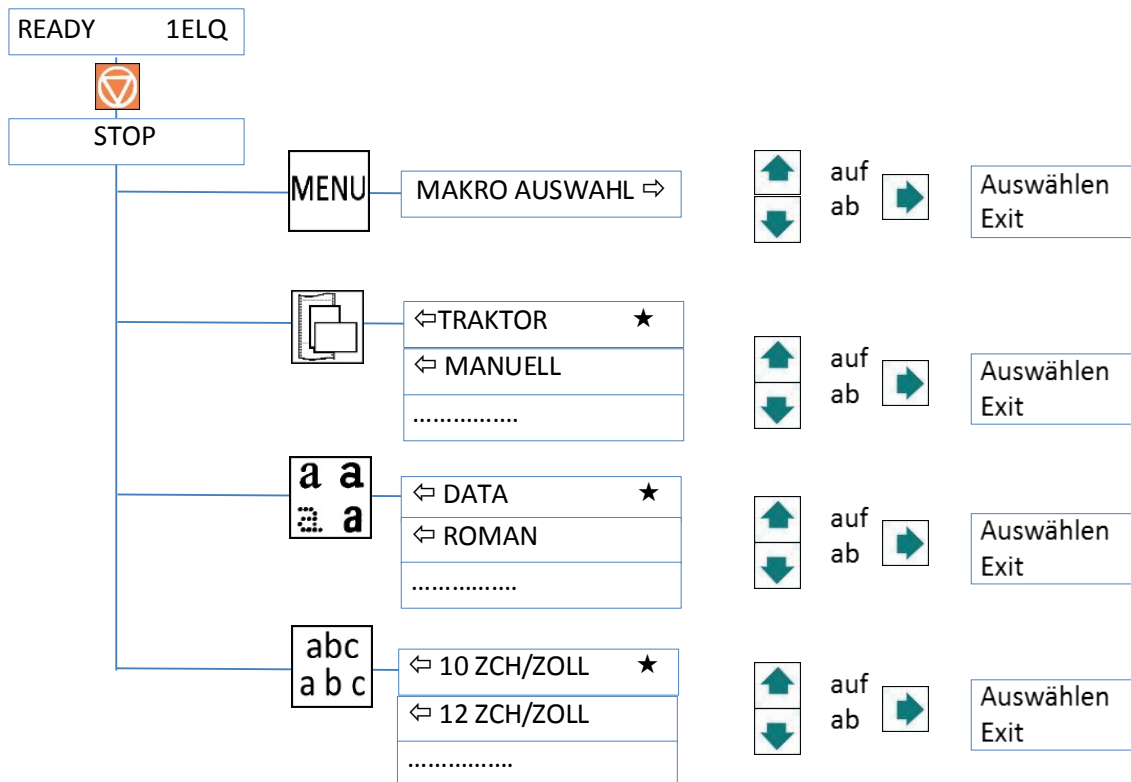 READY 1ELQ
STOP
MENU
MAKRO AUSWAHL ⇨
auf
ab
Auswählen
Exit
⇦TRAKTOR ★
⇦ MANUELL
................
auf
ab
Auswählen
Exit
a a
a a
⇦ DATA ★
⇦ ROMAN
................
auf
ab
Auswählen
Exit
abc
a b c
⇦ 10 ZCH/ZOLL ★
⇦ 12 ZCH/ZOLL
................
auf
ab
Auswählen
Exit